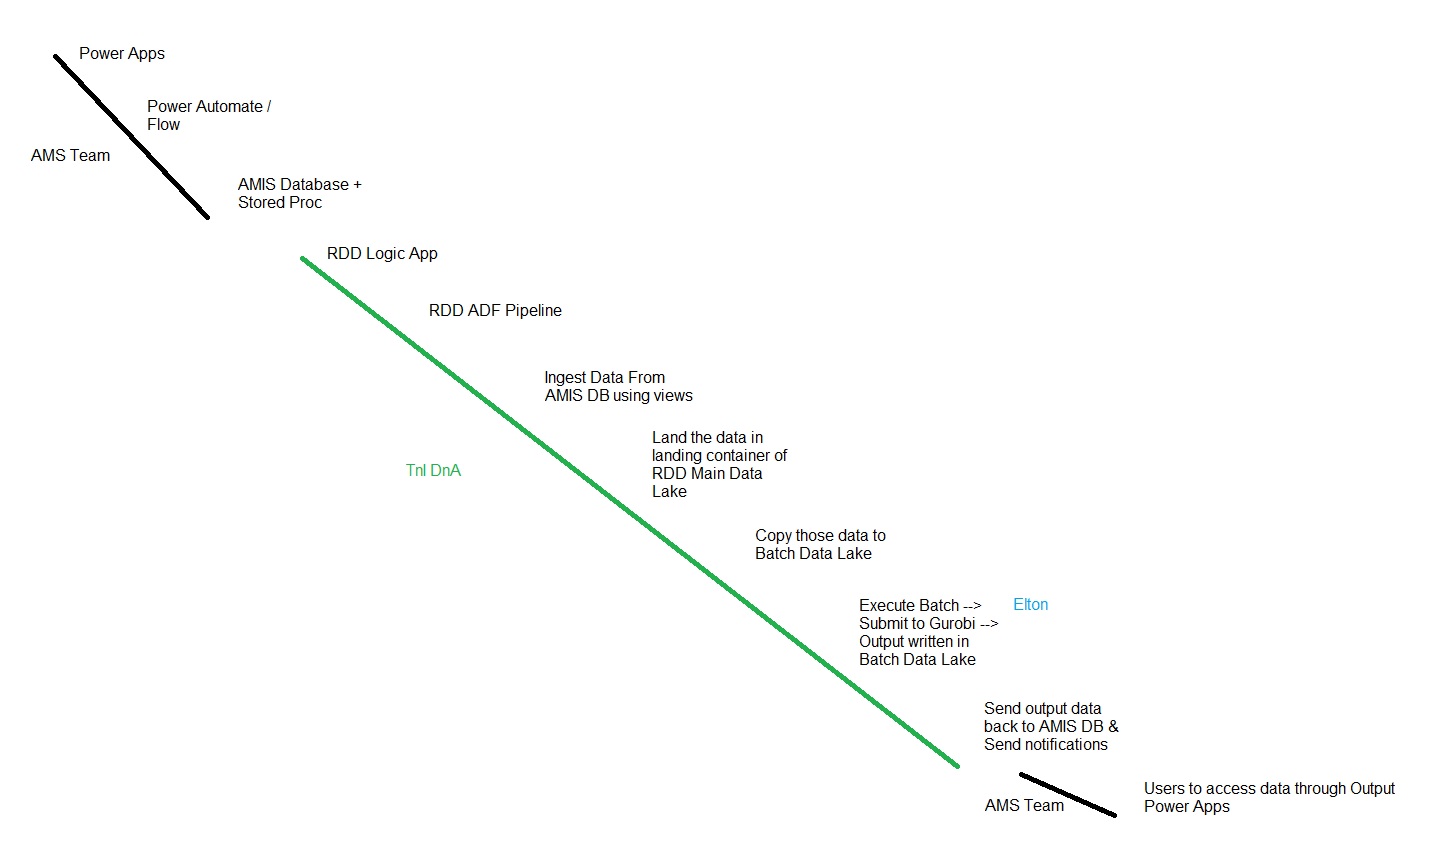 Power Apps
Power Automate /
Flow
AMS Team
AMIS Database +
Stored Proc
RDD Logic App
RDD ADF Pipeline
Ingest Data From
AMIS DB using views
Land the data in
landing container of
RDD Main Data
Lake
TnI DnA
Copy those data to
Batch Data Lake
Execute Batch -->
Elton
Submit to Gurobi -->
Output written in
Batch Data Lake
Send output data
back to AMIS DB &
Send notifications
AMS Team
Users to access data through Output
Power Apps